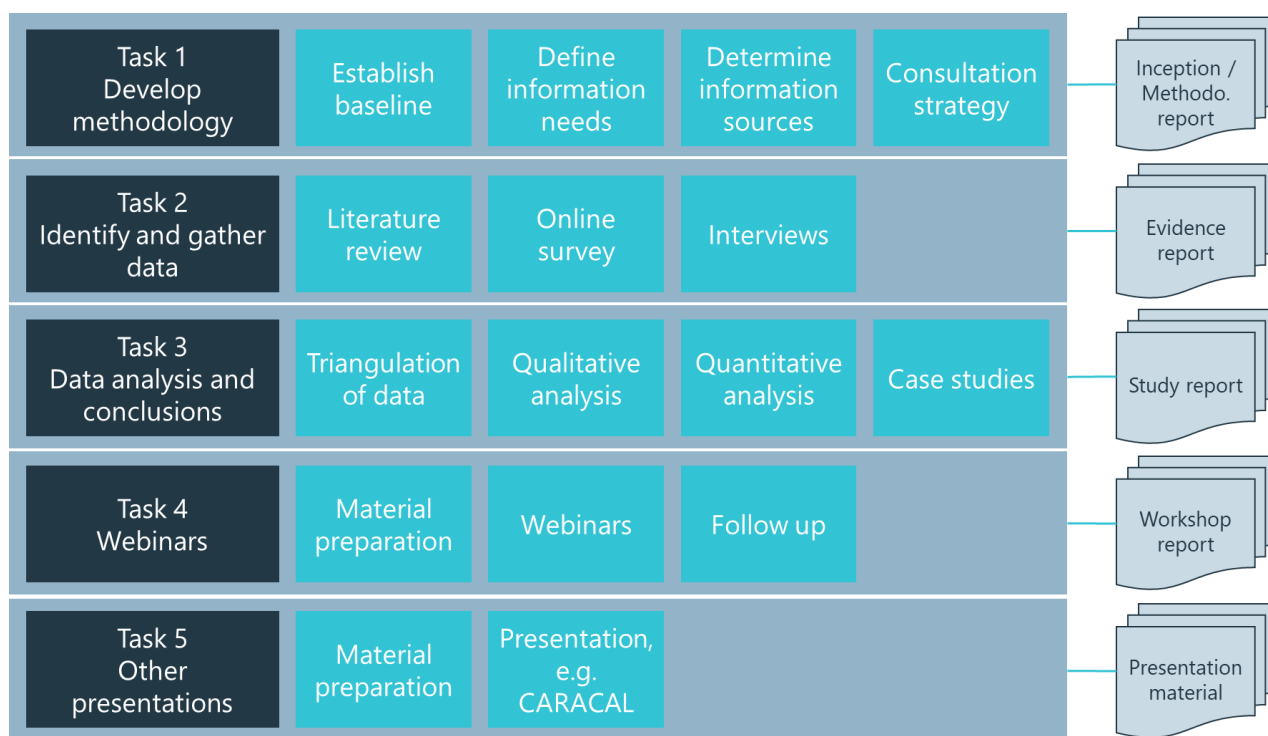 Task 1
Develop
methodology
Establish
baseline
Define
information
needs
Determine
information
sources
Consultation
strategy
Inception /
Methodo.
report
Task 2
Identify and gather
data
Literature
review
Online
survey
Interviews
Evidence
report
Task 3
Data analysis and
conclusions
Triangulation
of data
Qualitative
analysis
Quantitative
analysis
Case studies
Study report
Task 4
Webinars
Material
preparation
Webinars
Follow up
Workshop
report
Task 5
Other
presentations
Material
preparation
Presentation,
e.g.
CARACAL
Presentation
material